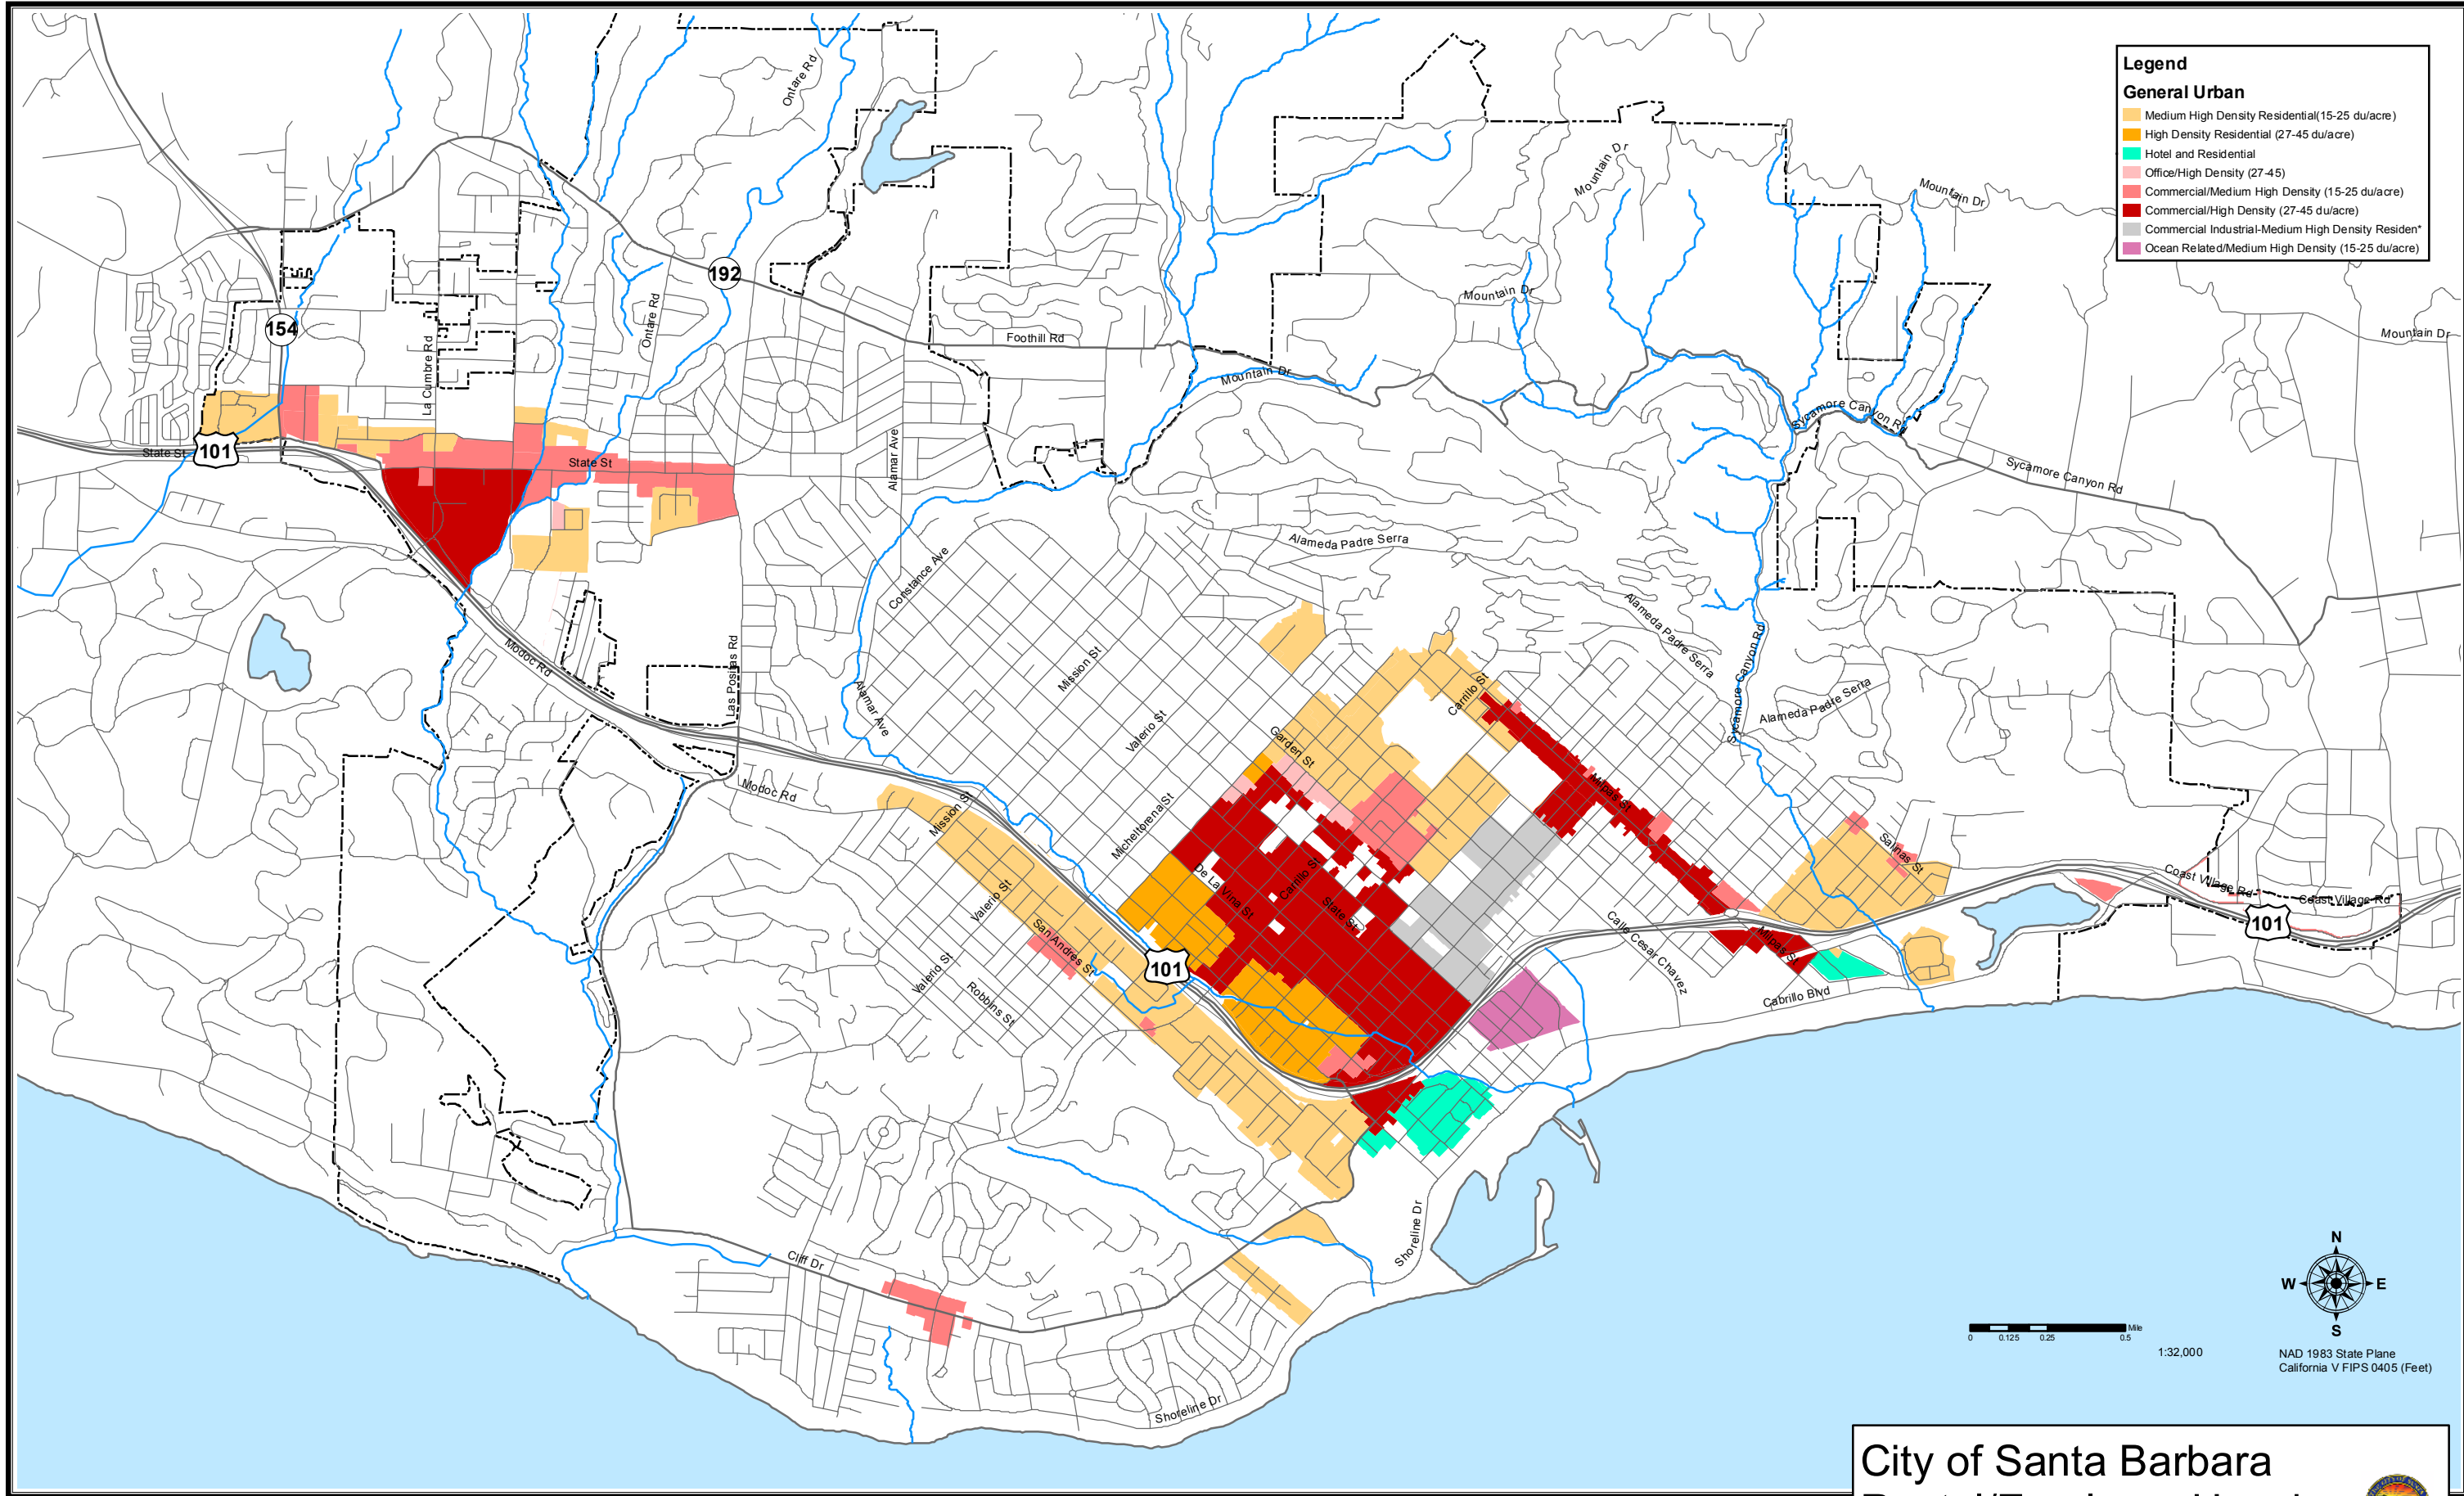 Legend
General Urban
Medium High Density Residential(15-25 du/acre)
High Density Residential (27-45 du/acre)
Hotel and Residential
Office/High Density (27-45)
Commercial/Medium High Density (15-25 du/acre)
Commercial/High Density (27-45 du/acre)
Commercial Industrial-Medium High Density Residen*
Ocean Related/Medium High Density (15-25 du/acre)
Ontare Rd
Mountain Dr
Mountain Dr
192
Mountain Dr
Ontare Rd
154
Foothill Rd
Mountain Dr
La Cumbre Rd
Mountain Dr
Sycamore Canyon Rd
101
State St
State St
Alamar Ave
Sycamore Canyon Rd
Alameda Padre Serra
Constance Ave
Alameda Padre Serra
Modoc Rd
Mission St
Las Positas Rd
Sycamore Canyon Rd
Alamar Ave
Carrillo St
Alameda Padre Serra
Valerio St
Garden St
Modoc Rd
Milpas St
Mission St
Micheltorena St
Salinas St
De La Vina St
Carrillo St
State St
Coast Village Rd
Coast Village Rd
101
Valerio St
San Andres St
Calle Cesar Chavez
Milpas St
101
Valerio St
Robbins St
Cabrillo Blvd
Shoreline Dr
Cliff Dr
Shoreline Dr
N
W E
S
Mile
0 0.125 0.25 0.5
1:32,000
NAD 1983 State Plane
California V FIPS 0405 (Feet)
City of Santa Barbara